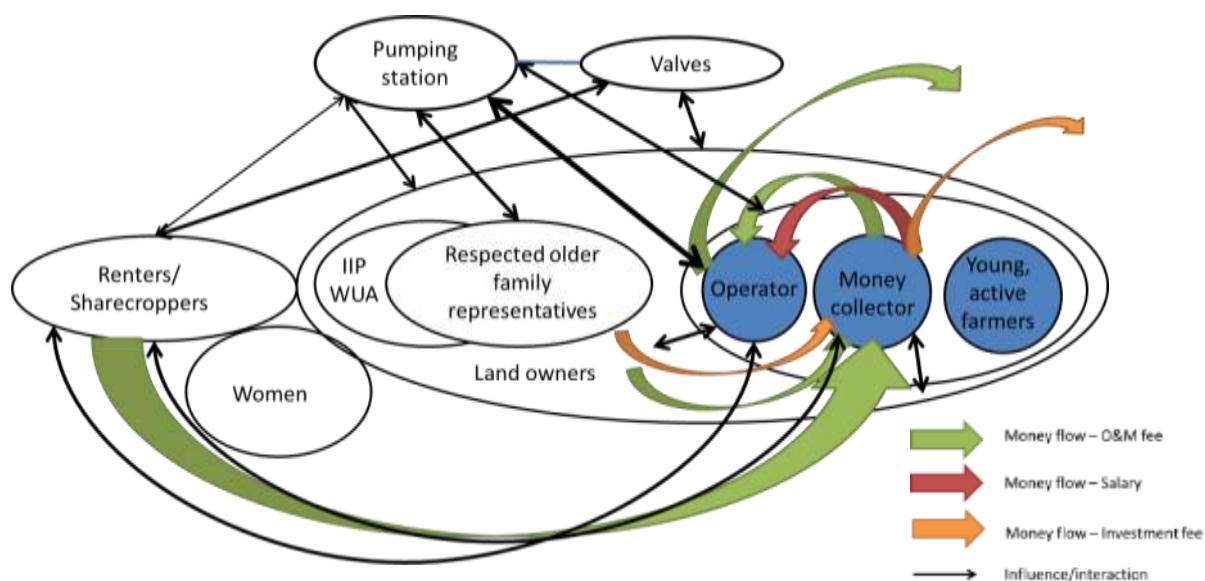 Pumping
station
Valves
Renters/
Sharecroppers
IIP
WUA
Respected older
family
representatives
Operator
Money
collector
Young,
active
farmers
Land owners
Women
Money flow – O&M fee
Money flow – Salary
Money flow – Investment fee
Influence/interaction